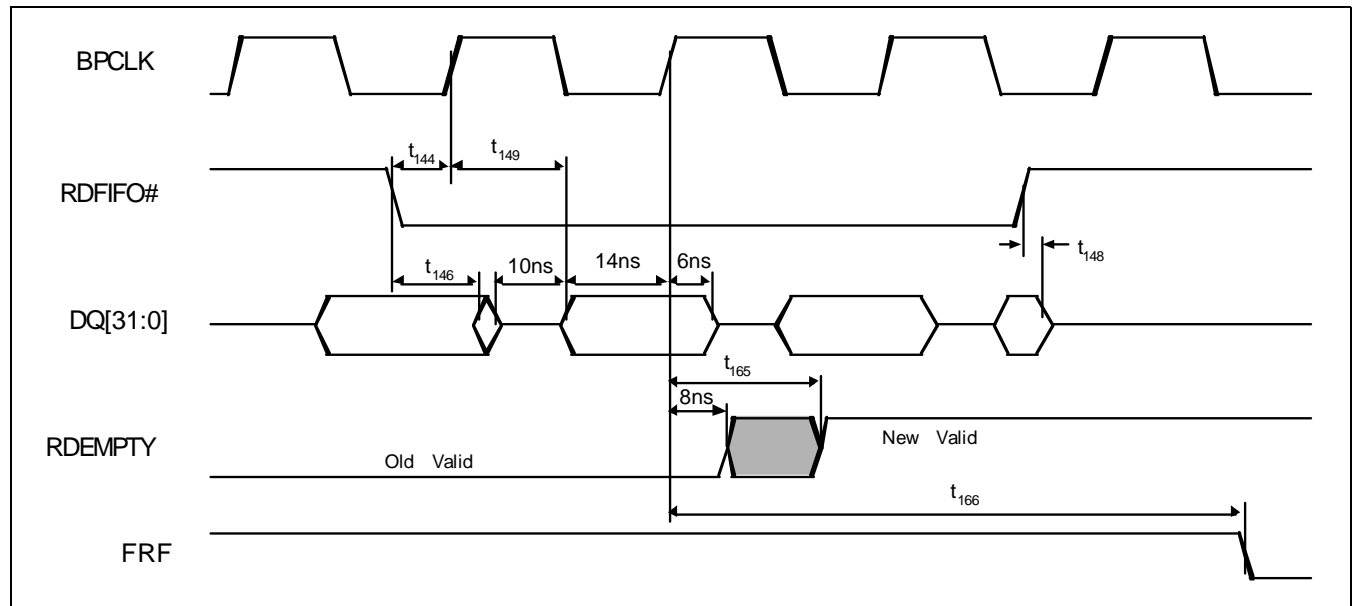 BPCLK
t144 t149
RDFIFO#
t148
t146 10ns 14ns 6ns
DQ[31:0]
t165
8ns
RDEMPTY
Old Valid
New Valid
t166
FRF